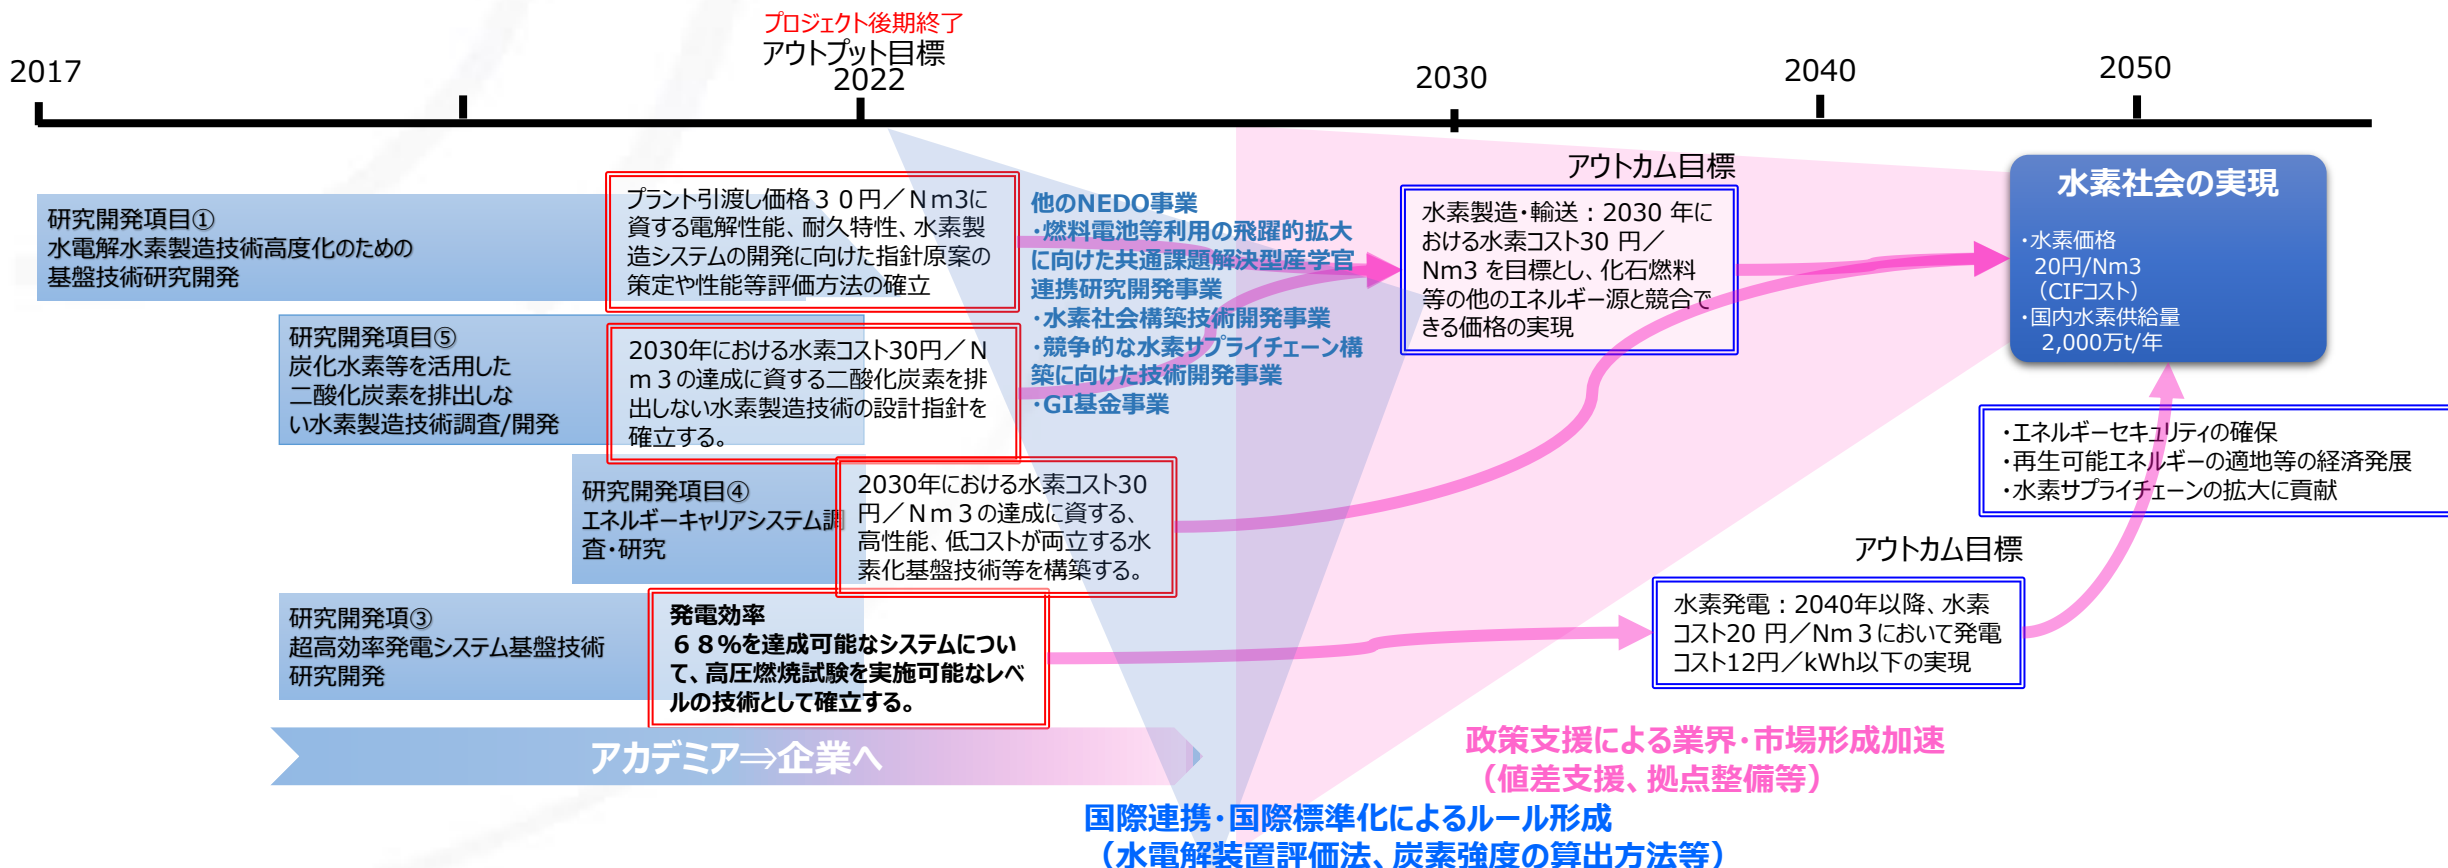 プロジェクト後期終了
アウトプット目標
2017
2022
2030
2040
2050
研究開発項目①
水電解水素製造技術高度化のための
基盤技術研究開発
プラント引渡し価格３０円／Ｎm3に
資する電解性能、耐久特性、水素製
造システムの開発に向けた指針原案の
策定や性能等評価方法の確立
研究開発項目⑤
炭化水素等を活用した
二酸化炭素を排出しな
い水素製造技術調査/開発
2030年における水素コスト30円／Ｎ
ｍ３の達成に資する二酸化炭素を排
出しない水素製造技術の設計指針を
確立する。
研究開発項目④
エネルギーキャリアシステム調
査・研究
2030年における水素コスト30
円／Ｎｍ３の達成に資する、
高性能、低コストが両立する水
素化基盤技術等を構築する。
研究開発項③
超高効率発電システム基盤技術
研究開発
発電効率
６８％を達成可能なシステムについ
て、高圧燃焼試験を実施可能なレベ
ルの技術として確立する。
他のNEDO事業
・燃料電池等利用の飛躍的拡大
に向けた共通課題解決型産学官
連携研究開発事業
・水素社会構築技術開発事業
・競争的な水素サプライチェーン構
築に向けた技術開発事業
・GI基金事業
アウトカム目標
水素製造・輸送：2030 年に
おける水素コスト30 円／
Nm3 を目標とし、化石燃料
等の他のエネルギー源と競合で
きる価格の実現
水素社会の実現
・水素価格
20円/Nm3
（CIFコスト）
・国内水素供給量
2,000万t/年
・エネルギーセキュリティの確保
・再生可能エネルギーの適地等の経済発展
・水素サプライチェーンの拡大に貢献
アウトカム目標
水素発電：2040年以降、水素
コスト20 円／Nm３において発電
コスト12円／kWh以下の実現
アカデミア⇒企業へ
政策支援による業界・市場形成加速
（値差支援、拠点整備等）
国際連携・国際標準化によるルール形成
（水電解装置評価法、炭素強度の算出方法等）